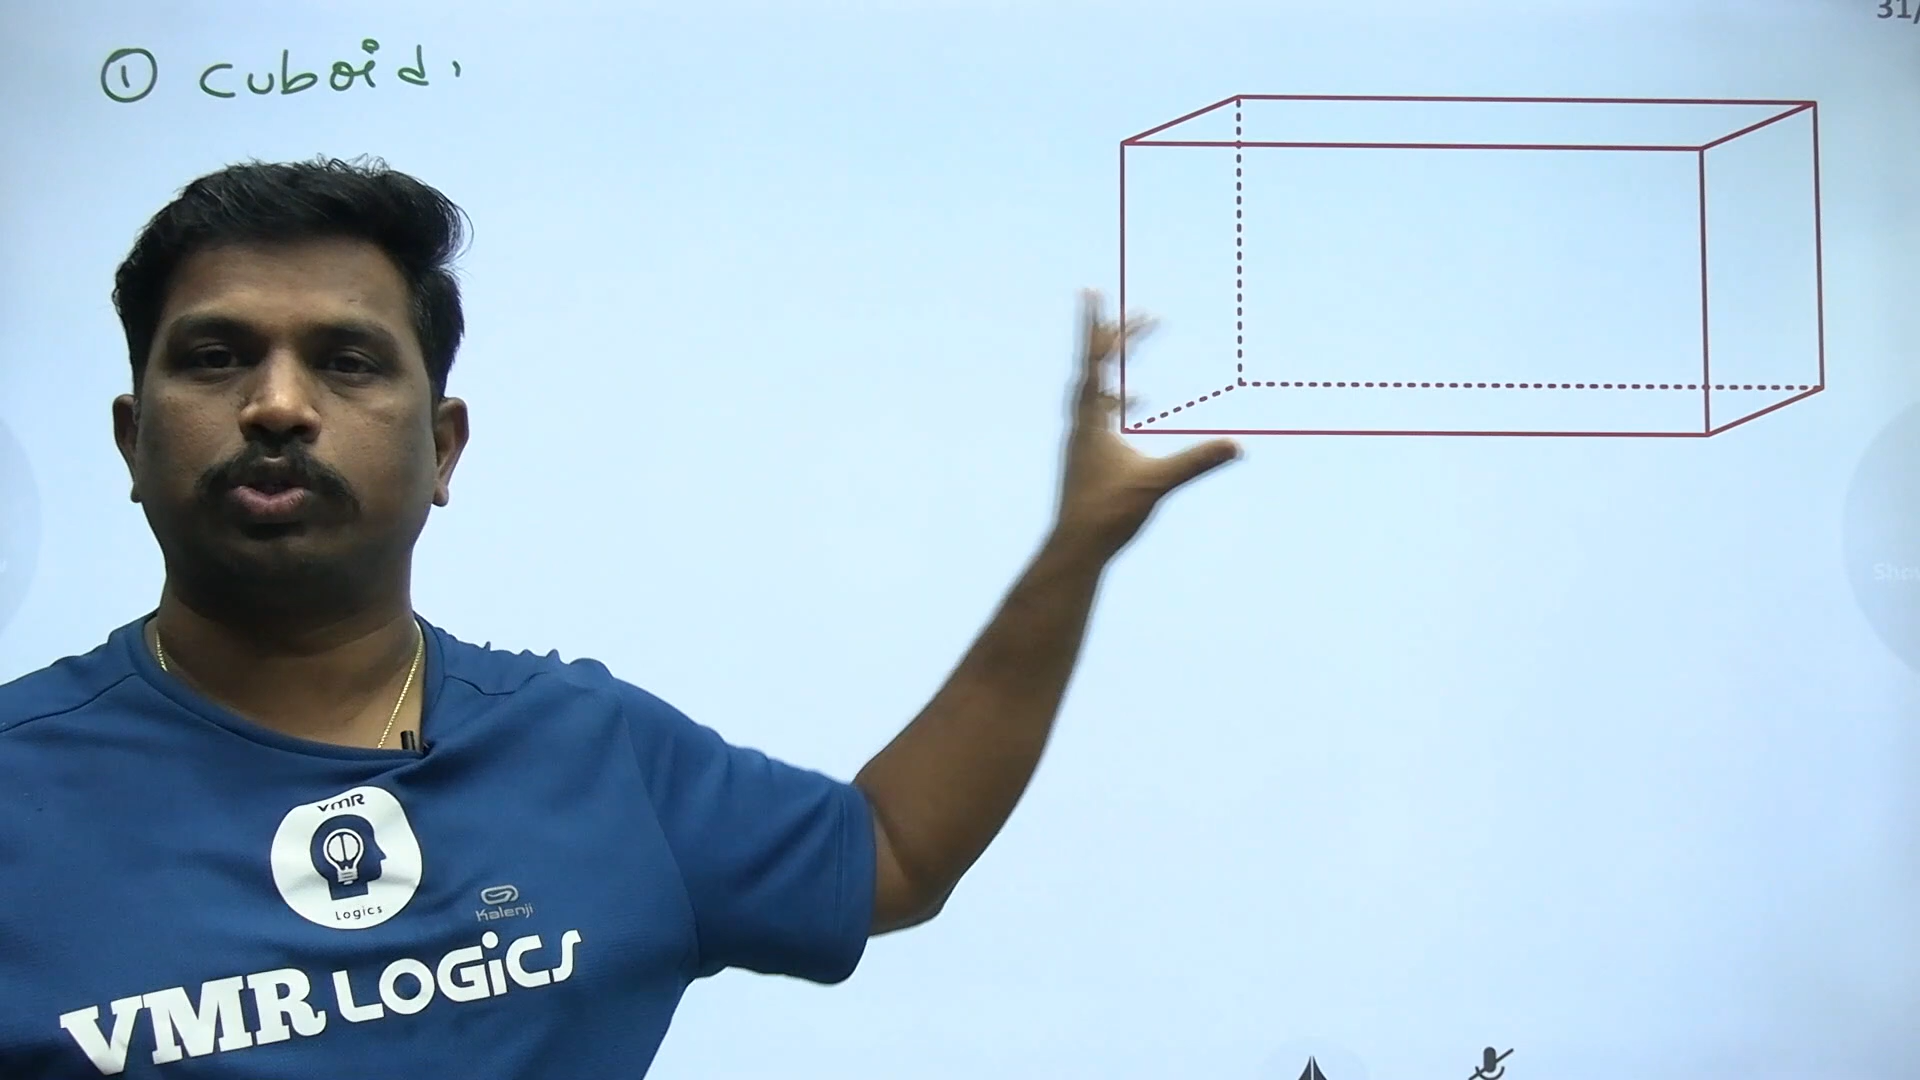 31/
① cuboid.
VMR
Logics
Kalenji
VMR LOGICS